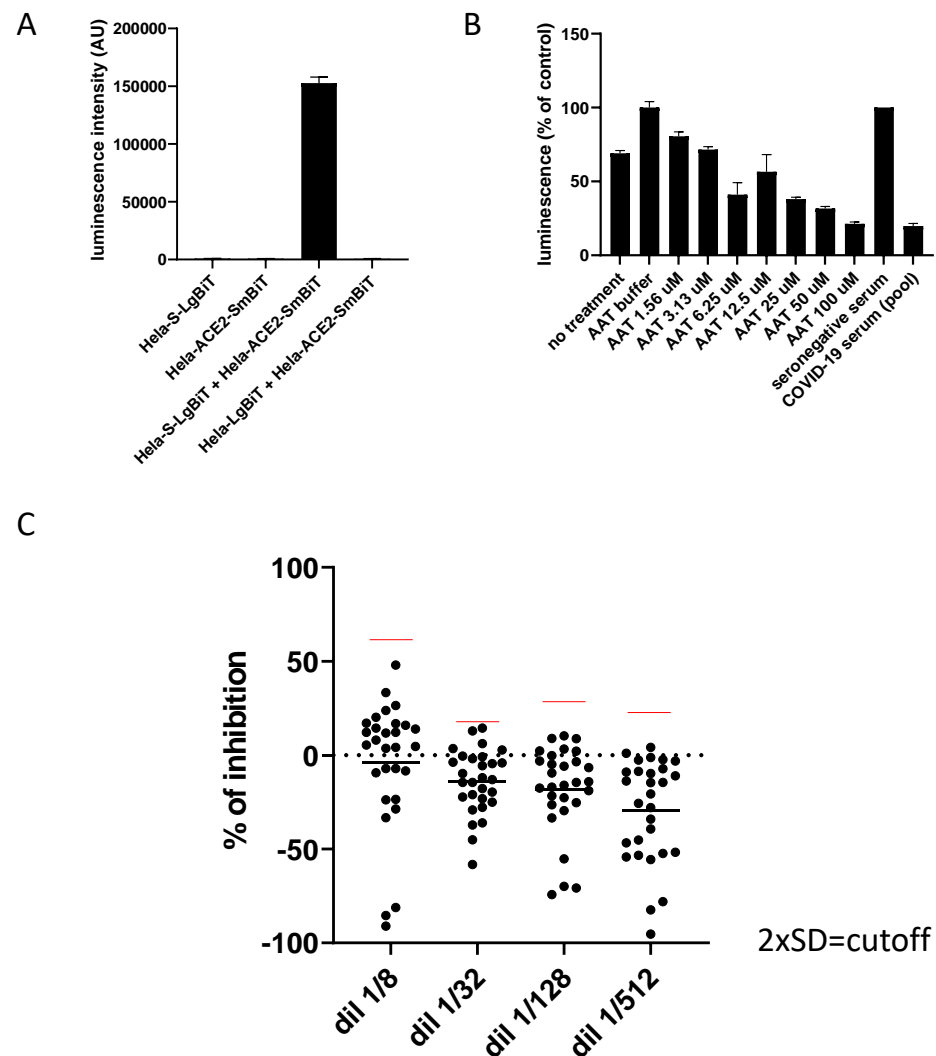 A
luminescence intensity (AU)
200000
150000
100000
50000
0
Hela-S-LgBiT
Hela-ACE2-SmBiT
Hela-S-LgBiT + Hela-ACE2-SmBiT
Hela-LgBiT + Hela-ACE2-SmBiT
B
luminescence (% of control)
150
100
50
0
no treatment
AAT buffer
AAT 1.56 uM
AAT 3.13 uM
AAT 6.25 uM
AAT 12.5 uM
AAT 25 uM
AAT 50 uM
AAT 100 uM
seronegative serum
COVID-19 serum (pool)
C
% of inhibition
100
50
0
-50
-100
dil 1/8
dil 1/32
dil 1/128
dil 1/512
2xSD=cutoff